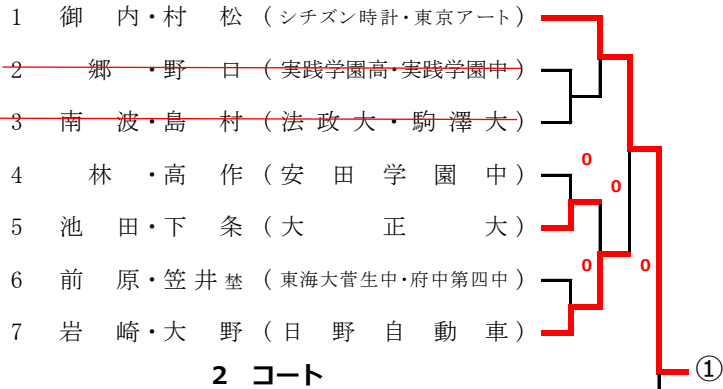 1 御 内・村 松 (シチズン時計・東京アート)
2 郷 ・野 口 (実践学園高・実践学園中)
3 南 波・島 村 (法 政 大・駒 澤 大)
4 林 ・高 作 (安 田 学 園 中)
0
0
5 池 田・下 条 (大 正 大)
6 前 原・笠 井 埜 (東海大菅生中・府中第四中)
0
0
7 岩 崎・大 野 (日 野 自 動 車)
2 コート
①